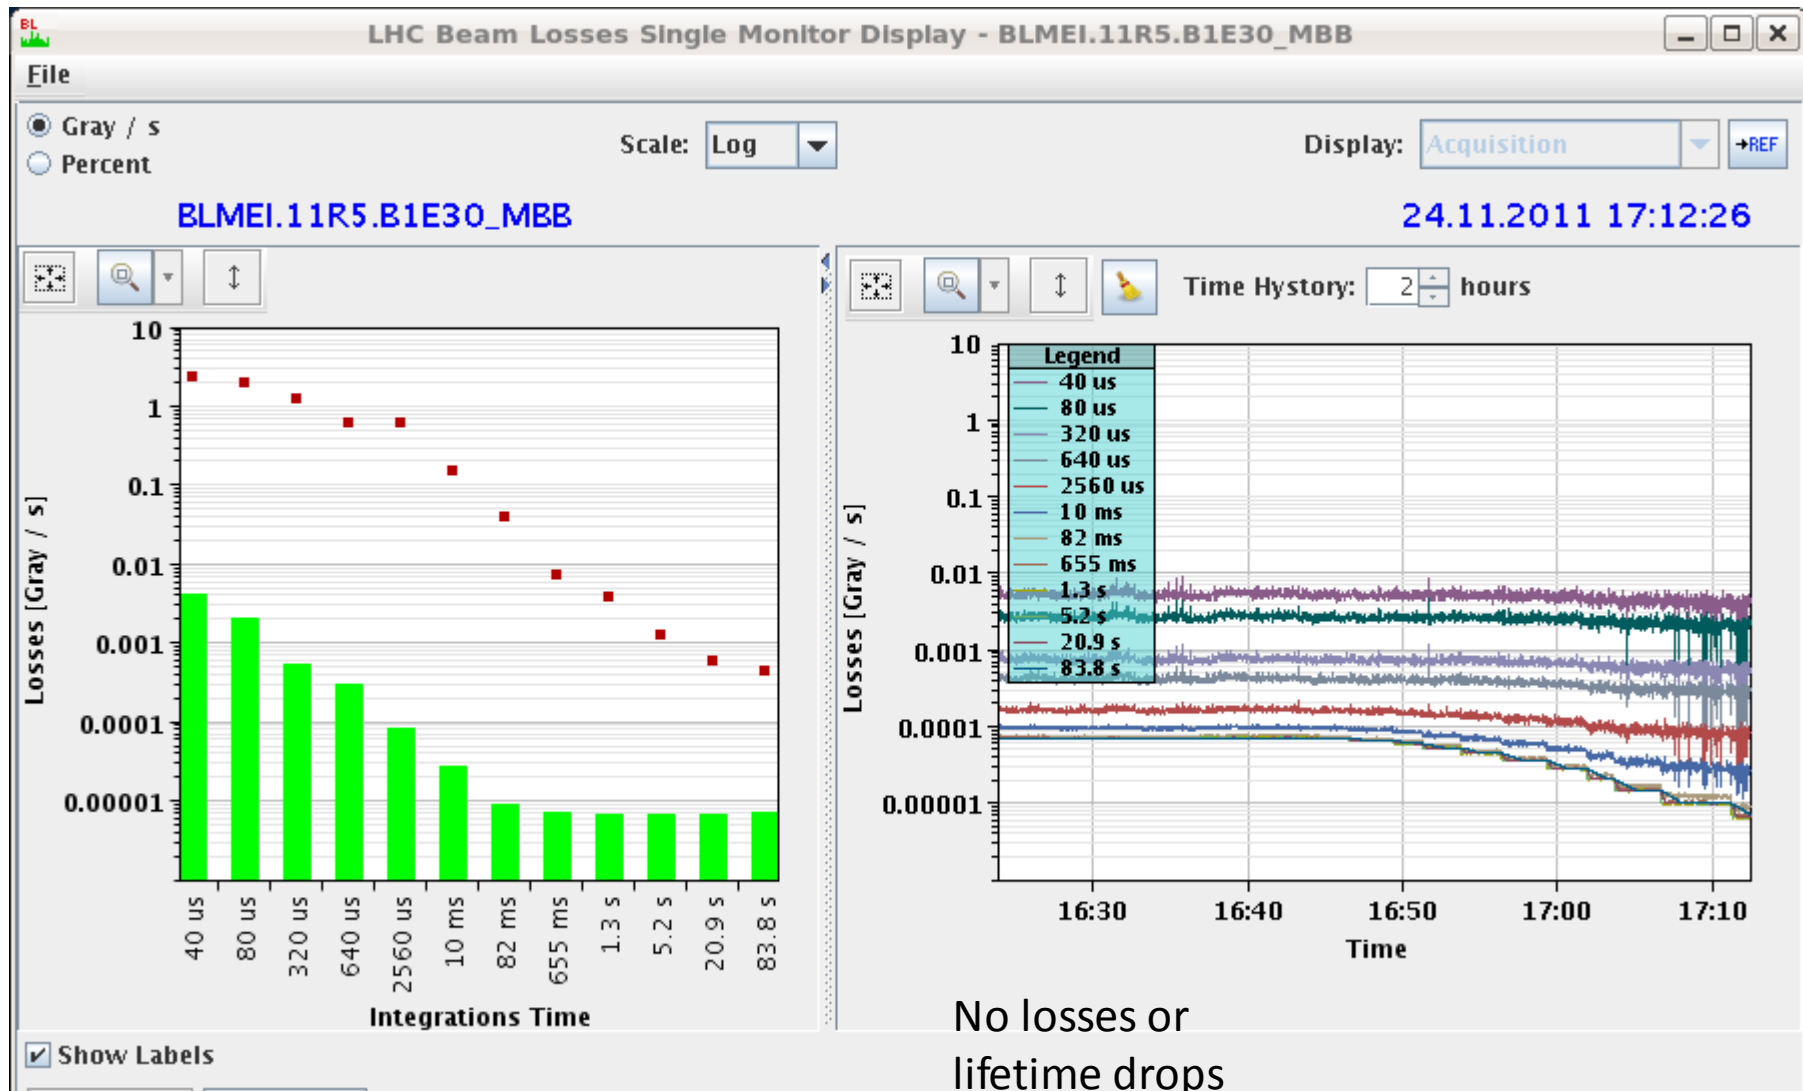 BL
LHC Beam Losses Single Monitor Display - BLMEI.11R5.B1E30_MBB
File
Gray / s
Percent
Scale: Log
Display: Acquisition
→REF
BLMEI.11R5.B1E30_MBB
24.11.2011 17:12:26
Time Hystory: 2 hours
10
1
0.1
0.01
0.001
0.0001
0.00001
Losses [Gray / s]
40 us
80 us
320 us
640 us
2560 us
10 ms
82 ms
655 ms
1.3 s
5.2 s
20.9 s
83.8 s
Integrations Time
10
1
0.1
0.01
0.001
0.0001
0.00001
Losses [Gray / s]
Legend
40 us
80 us
320 us
640 us
2560 us
10 ms
82 ms
655 ms
1.3 s
5.2 s
20.9 s
83.8 s
16:30
16:40
16:50
17:00
17:10
Time
No losses or
lifetime drops
Show Labels